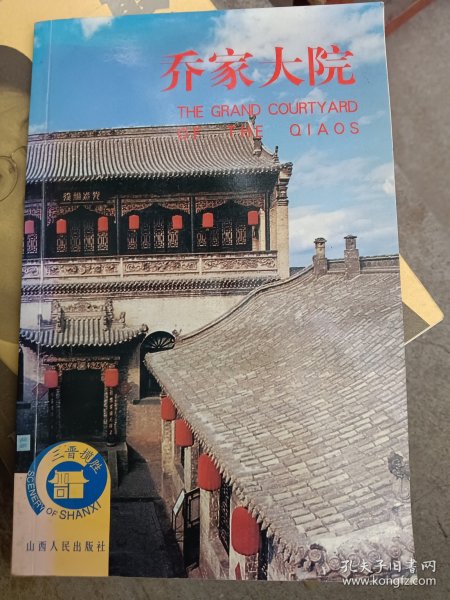 乔家大院
THE GRAND COURTYARD
OF THE QIAOS
三晋揽胜
SCENERY OF SHANXI
山西人民出版社
孔夫子旧书网
www.kongfz.com